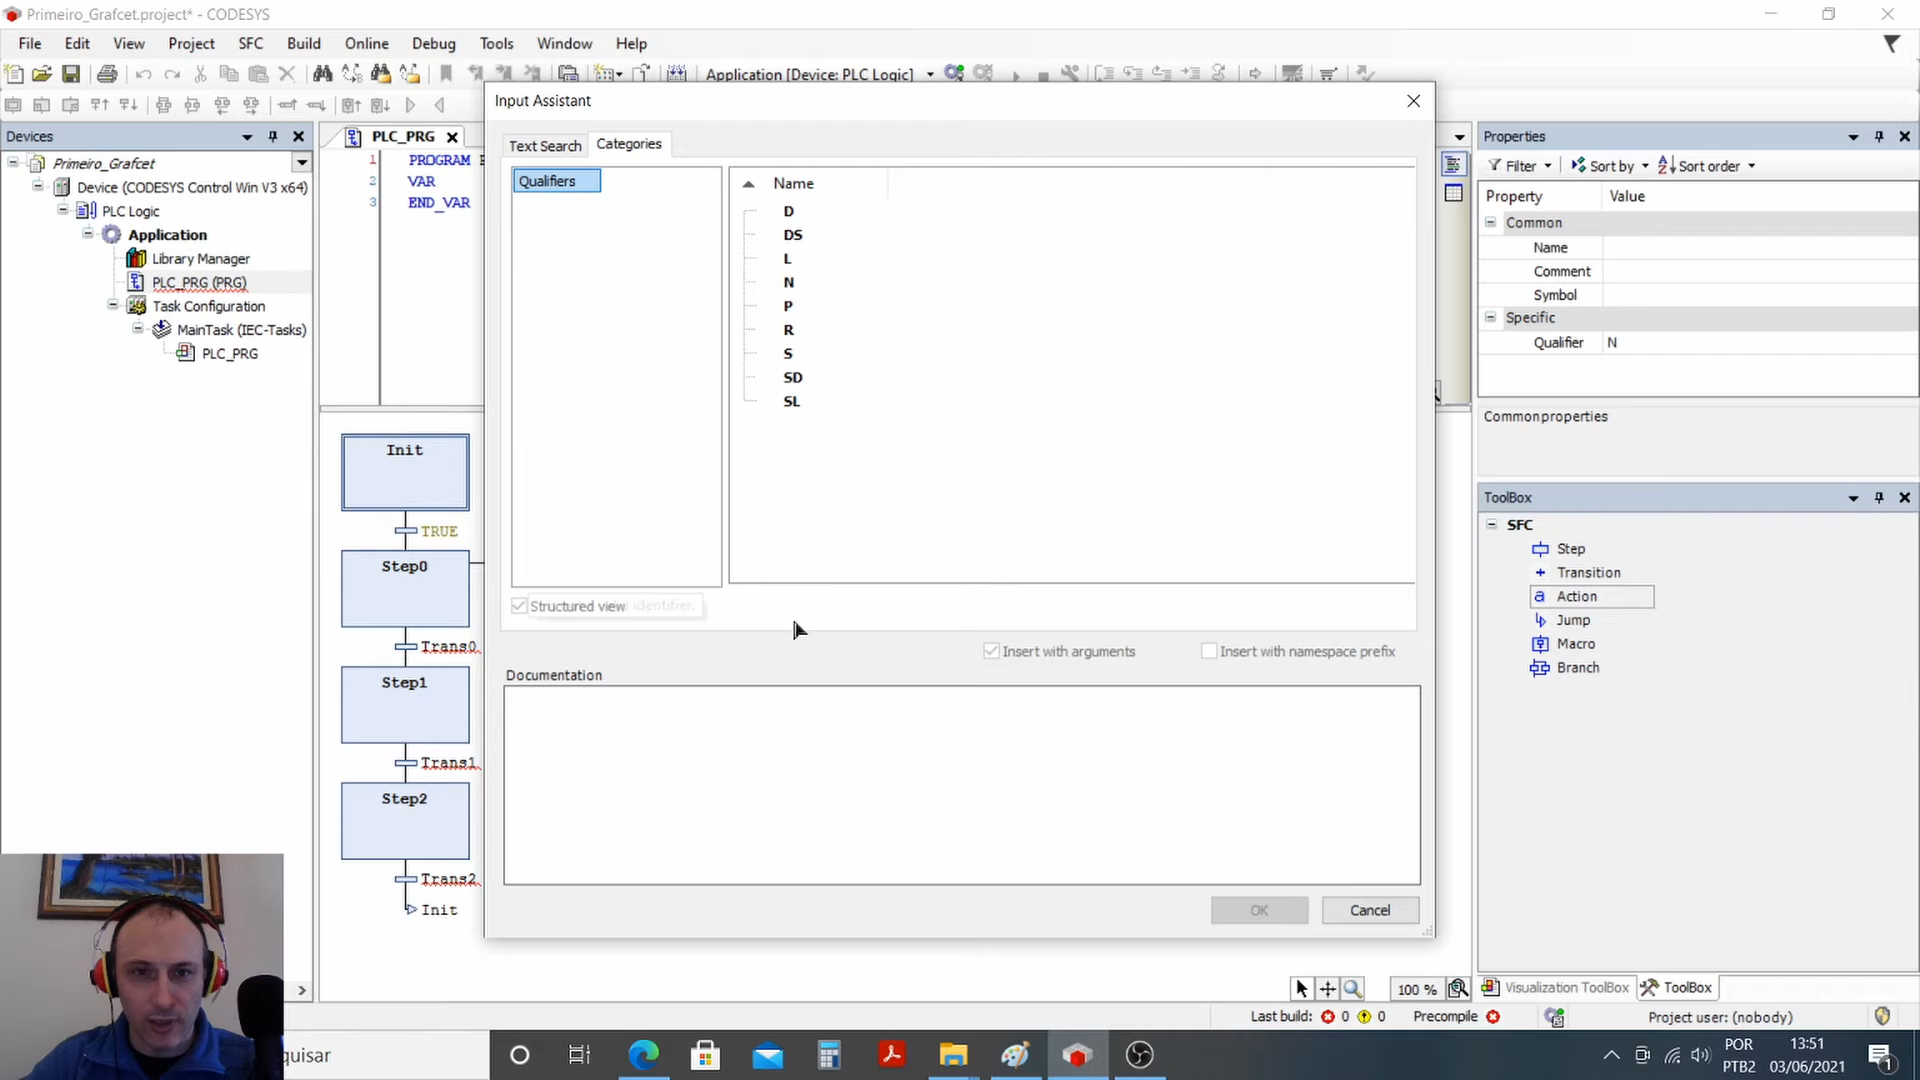 Primeiro_Grafcet.project* - CODESYS
File Edit View Project SFC Build Online Debug Tools Window Help
Application [Device: PLC Logic]
Devices
Primeiro_Grafcet
Device (CODESYS Control Win V3 x64)
PLC Logic
Application
Library Manager
PLC_PRG (PRG)
Task Configuration
MainTask (IEC-Tasks)
PLC_PRG
PLC_PRG
1 PROGRAM
2 VAR
3 END_VAR
Init
TRUE
Step0
Trans0
Step1
Trans1
Step2
Trans2
Init
Input Assistant
Text Search Categories
Qualifiers
Name
D
DS
L
N
P
R
S
SD
SL
Structured view identifier.
Insert with arguments Insert with namespace prefix
Documentation
OK Cancel
Properties
Filter Sort by Sort order
Property Value
Common
Name
Comment
Symbol
Specific
Qualifier N
Common properties
ToolBox
SFC
Step
Transition
a Action
Jump
Macro
Branch
100 %
Visualization ToolBox ToolBox
Last build: 0 0 Precompile Project user: (nobody)
quisar
POR
PTB2
13:51
03/06/2021
1